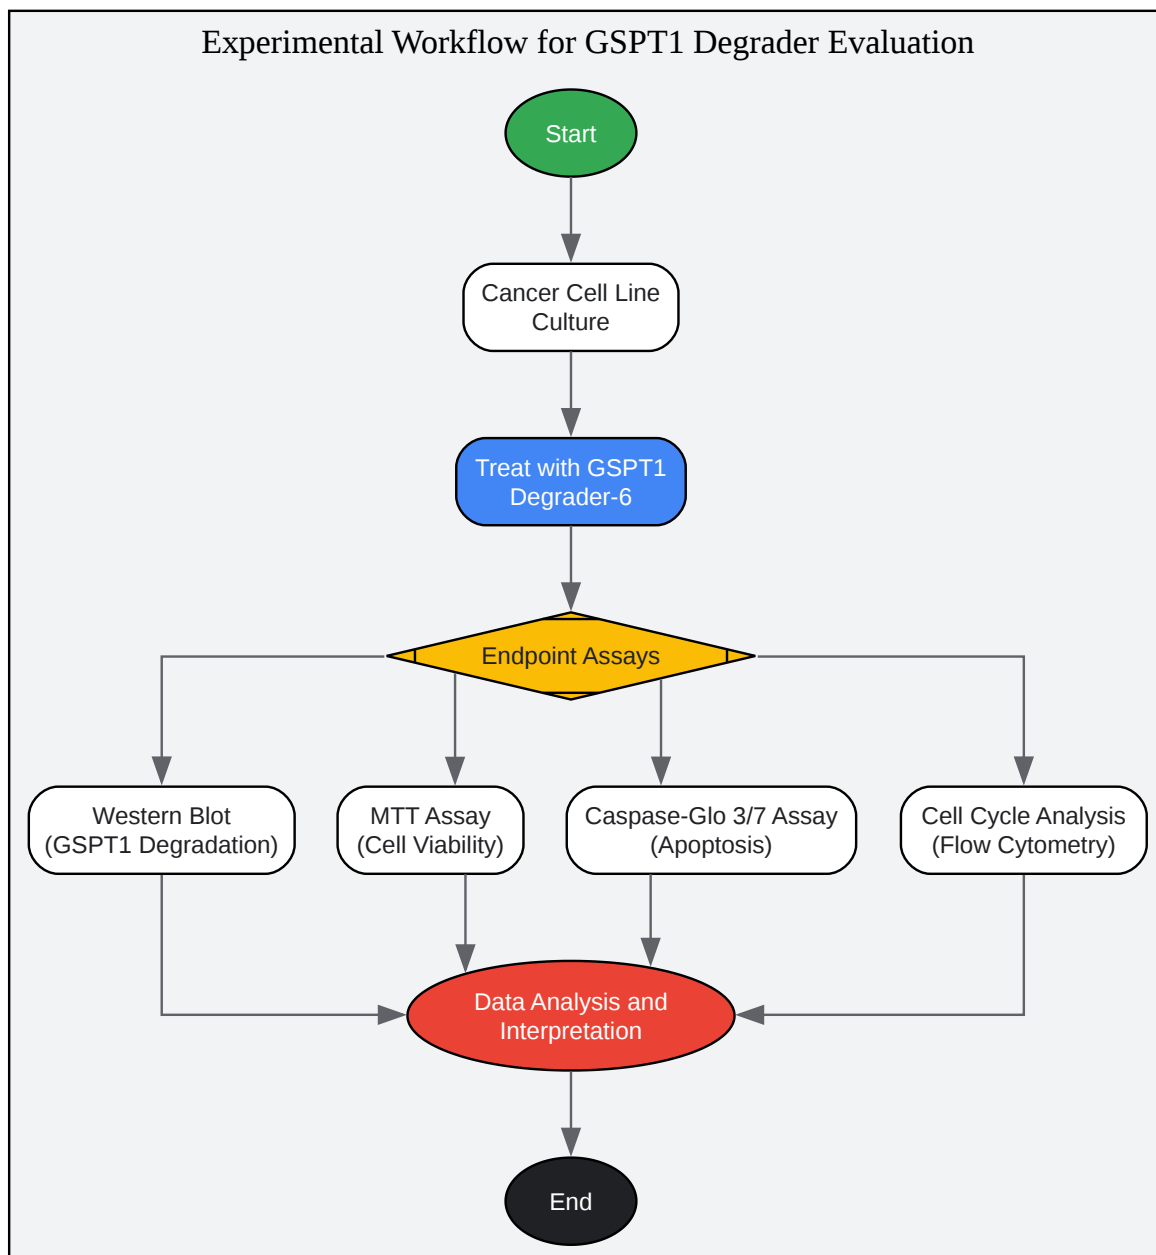 Experimental Workflow for GSPT1 Degrader Evaluation
Start
Cancer Cell Line
Culture
Treat with GSPT1
Degrader-6
Endpoint Assays
Western Blot
(GSPT1 Degradation)
MTT Assay
(Cell Viability)
Caspase-Glo 3/7 Assay
(Apoptosis)
Cell Cycle Analysis
(Flow Cytometry)
Data Analysis and
Interpretation
End